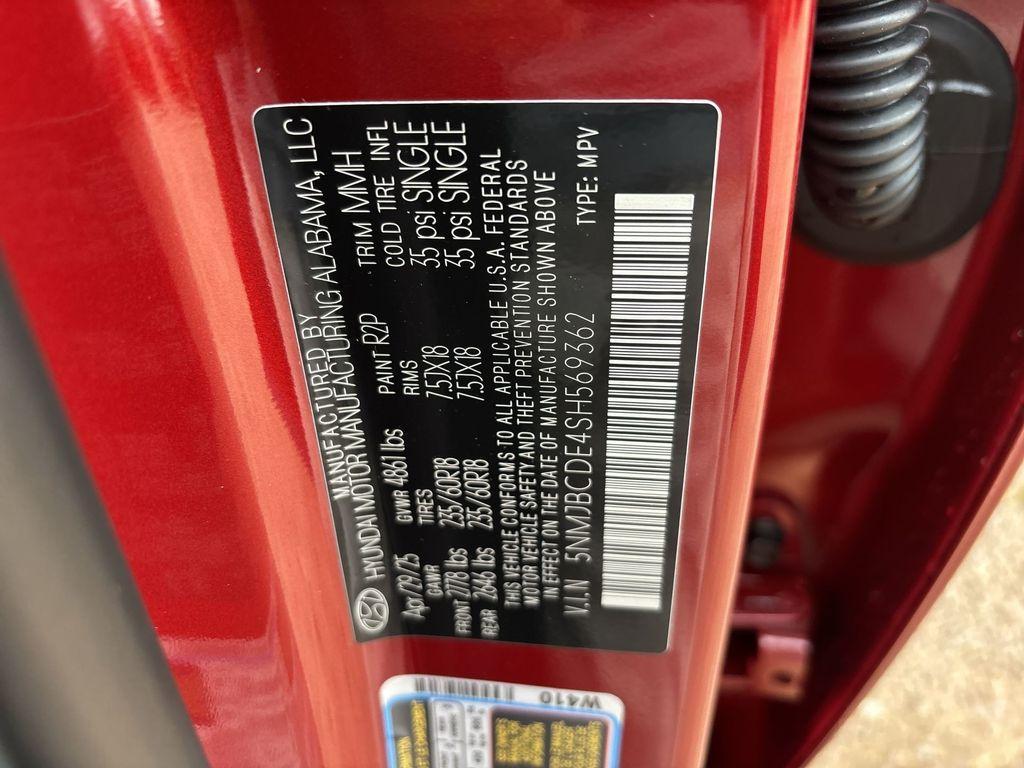 MANUFACTURED BY
HYUNDAI MOTOR MANUFACTURING ALABAMA, LLC
Apr/29/25 GVWR 4861 lbs PAINT R2P TRIM MMH
GAWR TIRES RIMS COLD TIRE INFL
FRONT 2778 lbs 235/60R18 7.5JX18 35 psi SINGLE
REAR 2646 lbs 235/60R18 7.5JX18 35 psi SINGLE
THIS VEHICLE CONFORMS TO ALL APPLICABLE U.S.A. FEDERAL
MOTOR VEHICLE SAFETY AND THEFT PREVENTION STANDARDS
IN EFFECT ON THE DATE OF MANUFACTURE SHOWN ABOVE
V.I.N 5NMJBCDE4SH569362 TYPE: MPV
W410